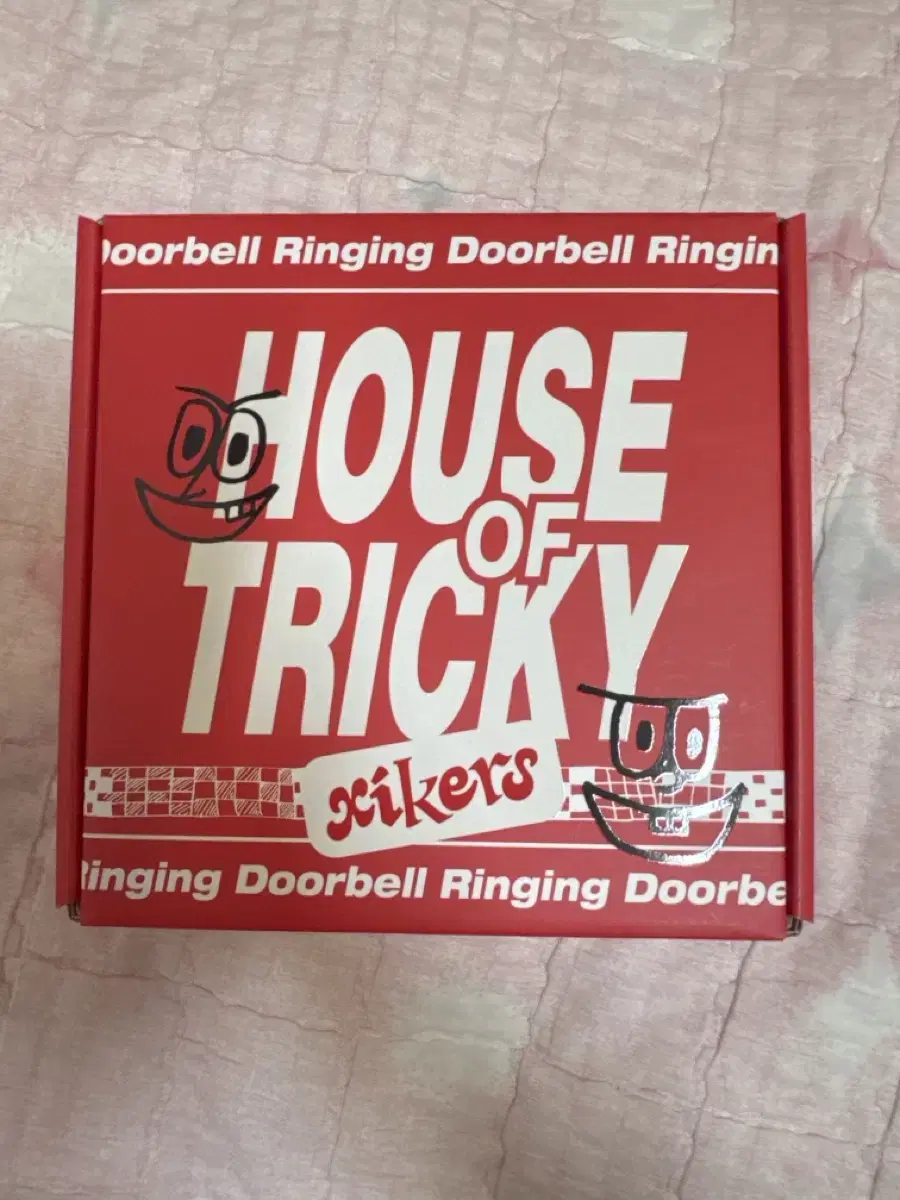 Doorbell Ringing Doorbell Ringin
HOUSE
OF
TRICKY
xikers
Ringing Doorbell Ringing Doorbe